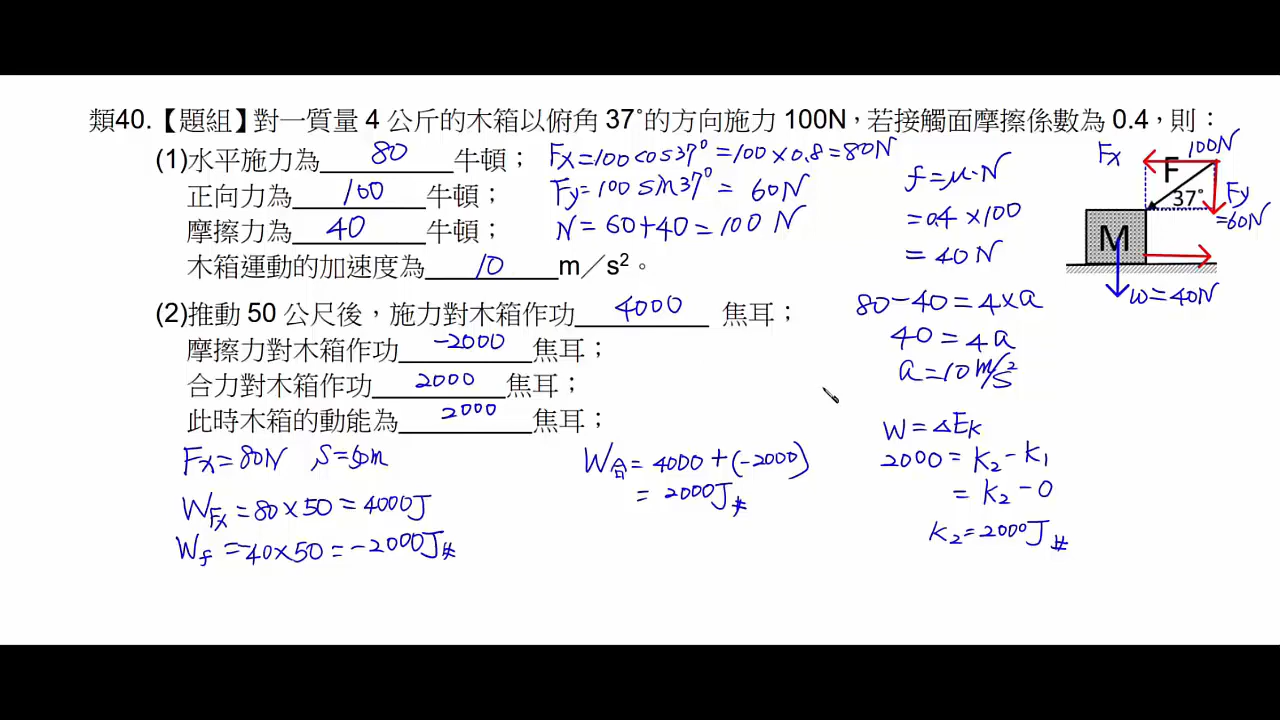 類40.【題組】對一質量 4 公斤的木箱以俯角 37°的方向施力 100N，若接觸面摩擦係數為 0.4，則：
(1)水平施力為 80 牛頓； Fx=100cos37°=100×0.8=80N
正向力為 100 牛頓； Fy=100sin37°= 60N
摩擦力為 40 牛頓； N=60+40=100N
木箱運動的加速度為 10 m／s²。
f=μ·N
=0.4×100
=40N
80-40=4×a
40=4a
a=10m/s²
Fx 100N
F 37° Fy
=60N
M
W=40N
(2)推動 50 公尺後，施力對木箱作功 4000 焦耳；
摩擦力對木箱作功 -2000 焦耳；
合力對木箱作功 2000 焦耳；
此時木箱的動能為 2000 焦耳；
Fx=80N S=50m
W_Fx=80×50=4000J
W_f=-40×50=-2000J#
W合=4000+(-2000)
=2000J#
W=ΔEK
2000=K₂-K₁
=K₂-0
K₂=2000J#